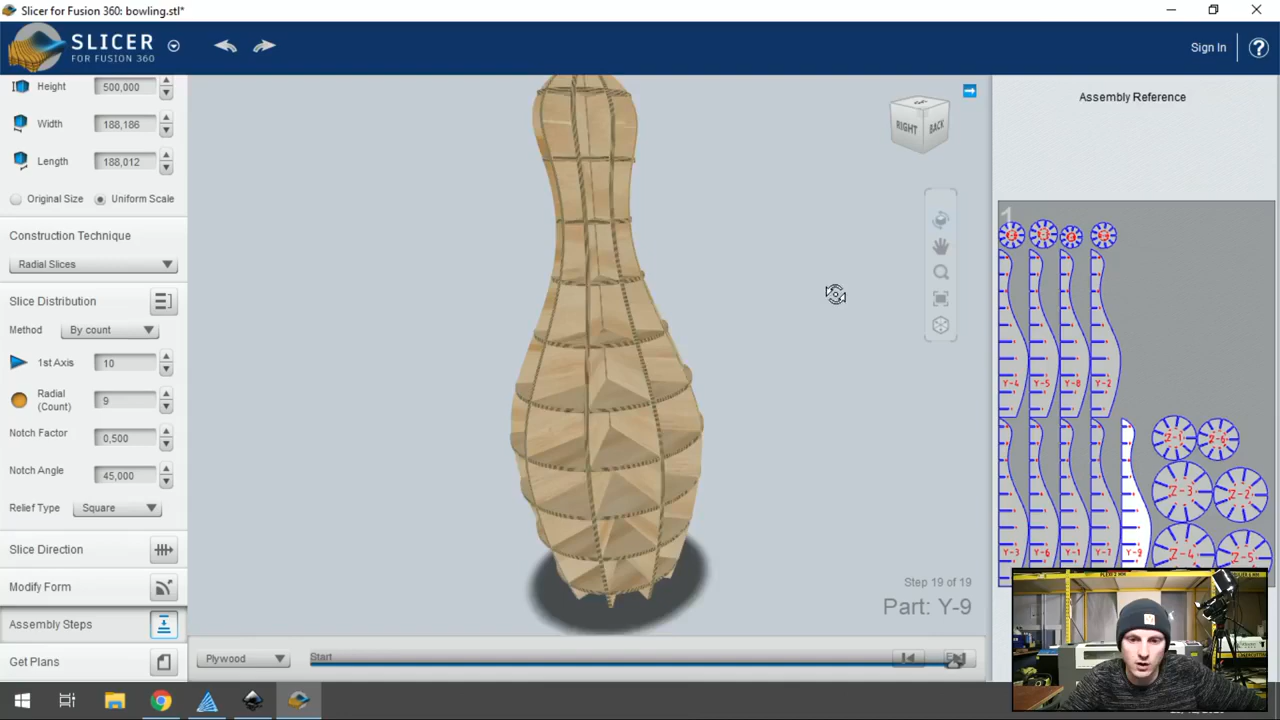 Slicer for Fusion 360: bowling.stl*
SLICER
FOR FUSION 360
Sign In
?
Height 500,000
Width 188,186
Length 188,012
Original Size Uniform Scale
Construction Technique
Radial Slices
Slice Distribution
Method By count
1st Axis 10
Radial
(Count) 9
Notch Factor 0,500
Notch Angle 45,000
Relief Type Square
Slice Direction
Modify Form
Assembly Steps
Get Plans
RIGHT BACK
Step 19 of 19
Part: Y-9
Plywood
Start
Assembly Reference
1
Y-4 Y-5 Y-8 Y-2
Z-1 Z-6
Z-3 Z-2
Y-3 Y-6 Y-1 Y-7 Y-9 Z-4 Z-5